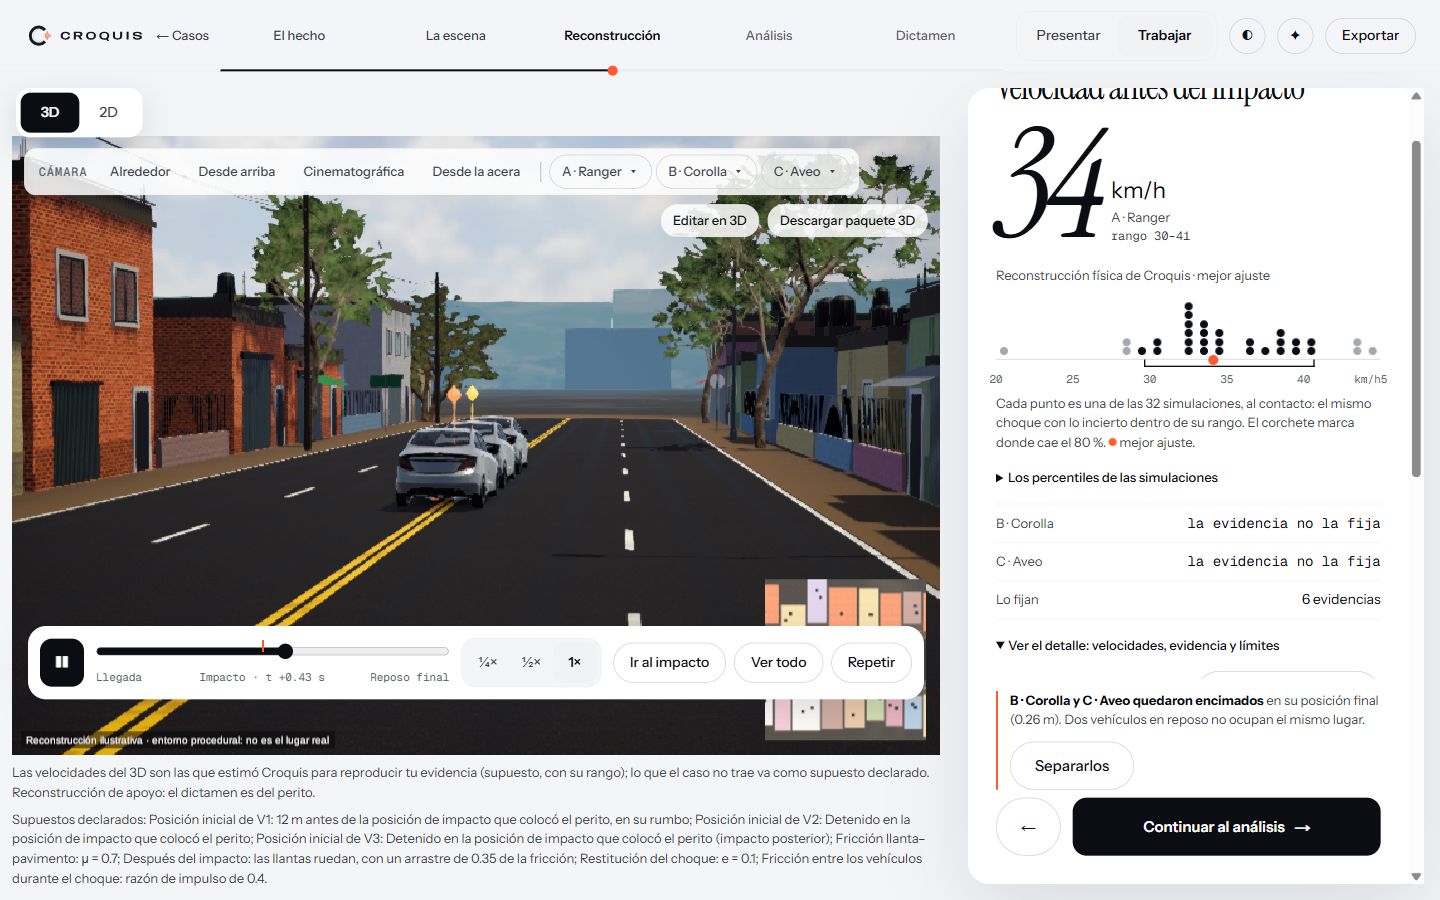 CROQUIS
← Casos
El hecho
La escena
Reconstrucción
Análisis
Dictamen
Presentar
Trabajar
Exportar
3D
2D
CÁMARA
Alrededor
Desde arriba
Cinematográfica
Desde la acera
A · Ranger
B · Corolla
C · Aveo
Editar en 3D
Descargar paquete 3D
Llegada
Impacto · t +0.43 s
Reposo final
¼×
½×
1×
Ir al impacto
Ver todo
Repetir
Reconstrucción ilustrativa · entorno procedural: no es el lugar real
Las velocidades del 3D son las que estimó Croquis para reproducir tu evidencia (supuesto, con su rango); lo que el caso no trae va como supuesto declarado.
Reconstrucción de apoyo: el dictamen es del perito.
Supuestos declarados: Posición inicial de V1: 12 m antes de la posición de impacto que colocó el perito, en su rumbo; Posición inicial de V2: Detenido en la
posición de impacto que colocó el perito; Posición inicial de V3: Detenido en la posición de impacto que colocó el perito (impacto posterior); Fricción llanta–
pavimento: μ = 0.7; Después del impacto: las llantas ruedan, con un arrastre de 0.35 de la fricción; Restitución del choque: e = 0.1; Fricción entre los vehículos
durante el choque: razón de impulso de 0.4.
Velocidad antes del impacto
34 km/h
A · Ranger
rango 30–41
Reconstrucción física de Croquis · mejor ajuste
20
25
30
35
40
km/h5
Cada punto es una de las 32 simulaciones, al contacto: el mismo
choque con lo incierto dentro de su rango. El corchete marca
donde cae el 80 %. mejor ajuste.
Los percentiles de las simulaciones
B · Corolla
la evidencia no la fija
C · Aveo
la evidencia no la fija
Lo fijan
6 evidencias
Ver el detalle: velocidades, evidencia y límites
B · Corolla y C · Aveo quedaron encimados en su posición final
(0.26 m). Dos vehículos en reposo no ocupan el mismo lugar.
Separarlos
←
Continuar al análisis →